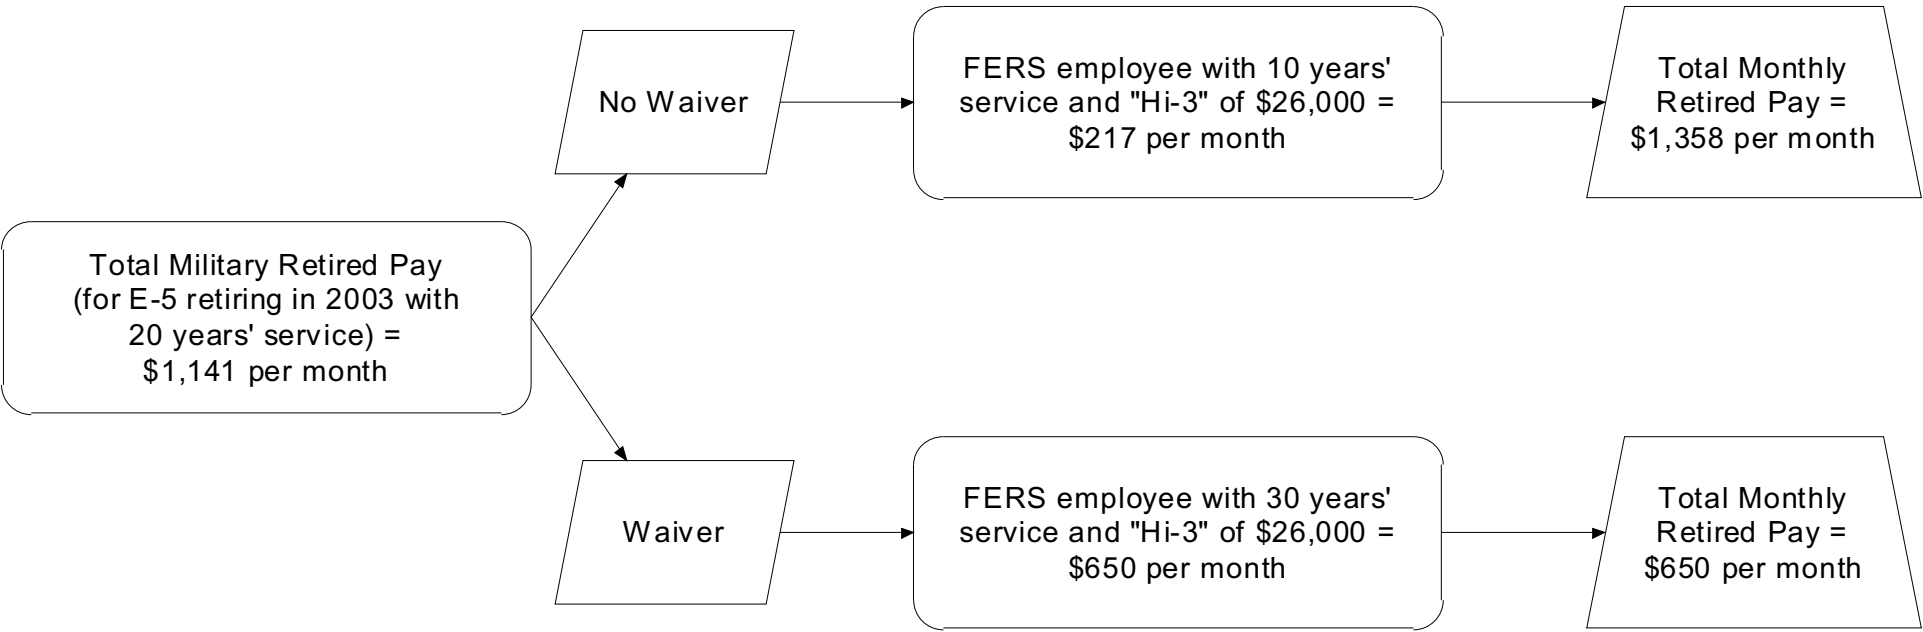 Total Military Retired Pay
(for E-5 retiring in 2003 with
20 years' service) =
$1,141 per month
No Waiver
FERS employee with 10 years'
service and "Hi-3" of $26,000 =
$217 per month
Total Monthly
Retired Pay =
$1,358 per month
Waiver
FERS employee with 30 years'
service and "Hi-3" of $26,000 =
$650 per month
Total Monthly
Retired Pay =
$650 per month